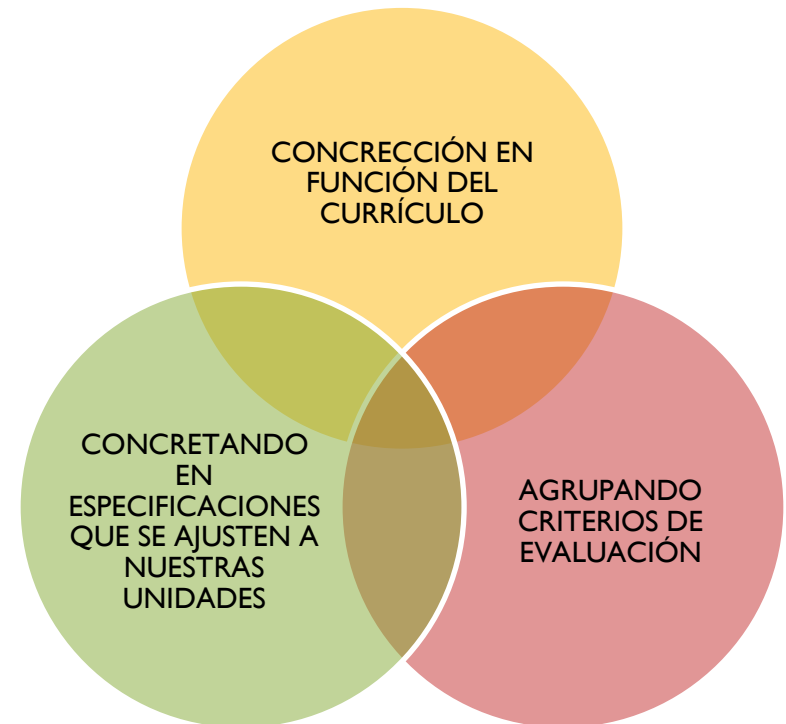 CONCRECCIÓN EN
FUNCIÓN DEL
CURRÍCULO
CONCRETANDO
EN
ESPECIFICACIONES
QUE SE AJUSTEN A
NUESTRAS
UNIDADES
AGRUPANDO
CRITERIOS DE
EVALUACIÓN